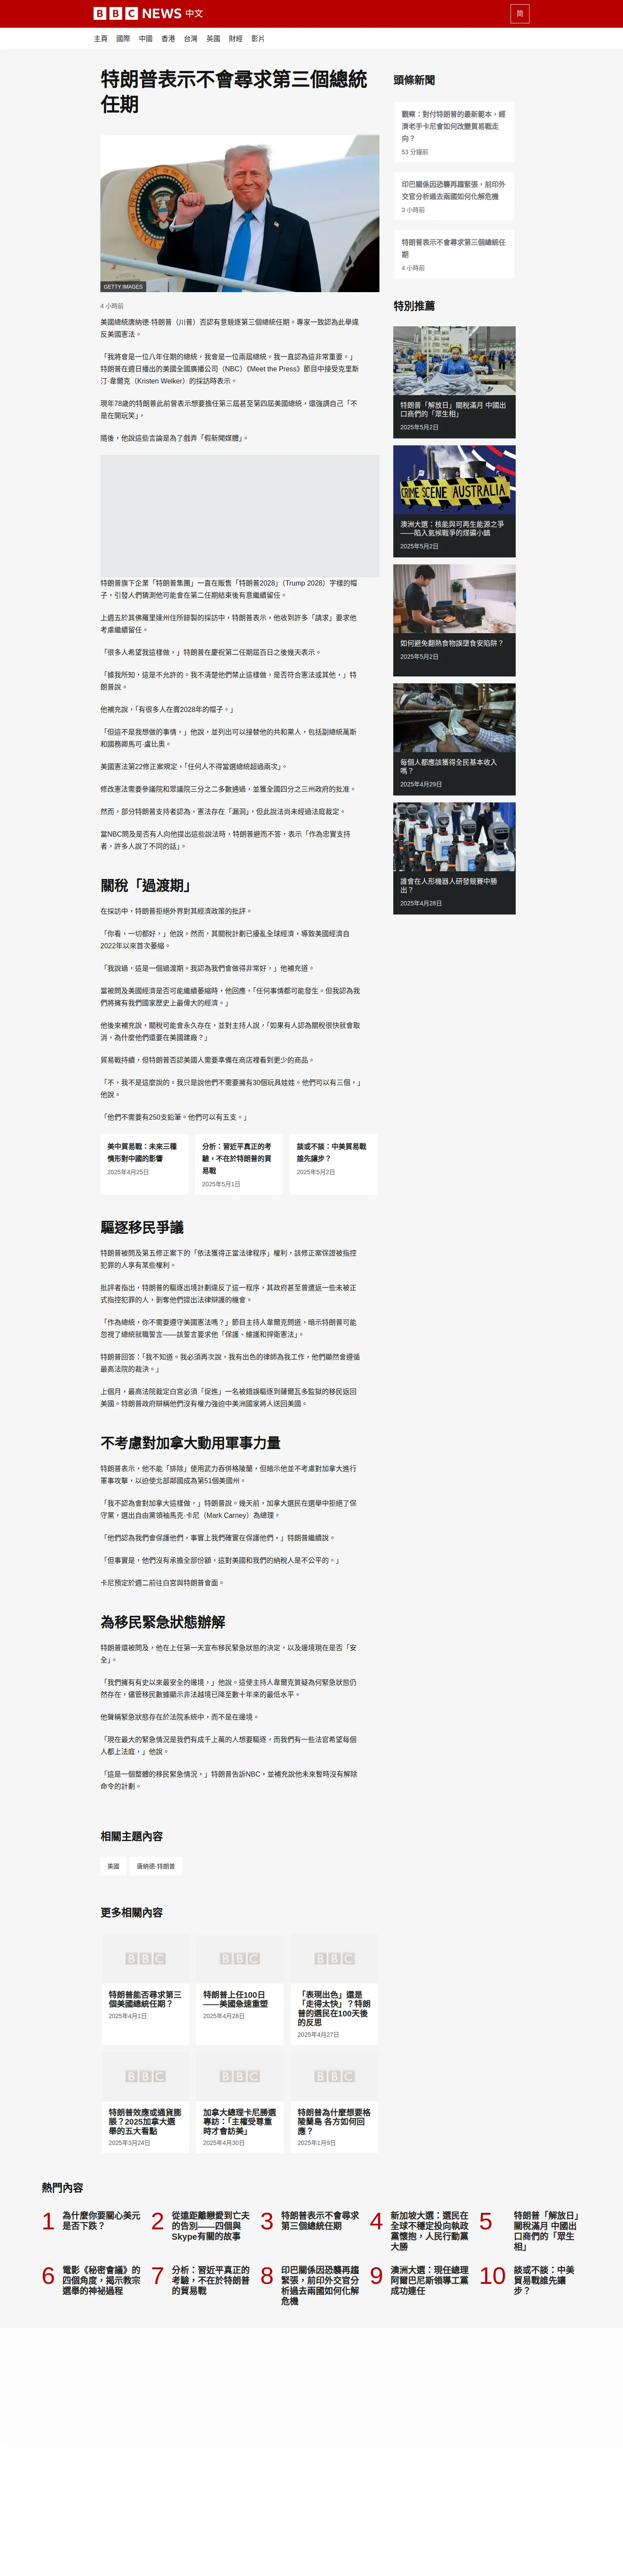 BBC NEWS 中文
简
主頁 國際 中國 香港 台灣 英國 財經 影片
特朗普表示不會尋求第三個總統
任期
GETTY IMAGES
4 小時前
美國總統唐納德·特朗普（川普）否認有意競逐第三個總統任期。專家一致認為此舉違
反美國憲法。
「我將會是一位八年任期的總統，我會是一位兩屆總統。我一直認為這非常重要。」
特朗普在週日播出的美國全國廣播公司（NBC）《Meet the Press》節目中接受克里斯
汀·韋爾克（Kristen Welker）的採訪時表示。
現年78歲的特朗普此前曾表示想要擔任第三屆甚至第四屆美國總統，還強調自己「不
是在開玩笑」，
隨後，他說這些言論是為了戲弄「假新聞媒體」。
特朗普旗下企業「特朗普集團」一直在販售「特朗普2028」（Trump 2028）字樣的帽
子，引發人們猜測他可能會在第二任期結束後有意繼續留任。
上週五於其佛羅里達州住所錄製的採訪中，特朗普表示，他收到許多「請求」要求他
考慮繼續留任。
「很多人希望我這樣做，」特朗普在慶祝第二任期屆百日之後幾天表示。
「據我所知，這是不允許的。我不清楚他們禁止這樣做，是否符合憲法或其他，」特
朗普說。
他補充說，「有很多人在賣2028年的帽子。」
「但這不是我想做的事情，」他說，並列出可以接替他的共和黨人，包括副總統萬斯
和國務卿馬可·盧比奧。
美國憲法第22修正案規定，「任何人不得當選總統超過兩次」。
修改憲法需要參議院和眾議院三分之二多數通過，並獲全國四分之三州政府的批准。
然而，部分特朗普支持者認為，憲法存在「漏洞」，但此說法尚未經過法庭裁定。
當NBC問及是否有人向他提出這些說法時，特朗普避而不答，表示「作為忠實支持
者，許多人說了不同的話」。
關稅「過渡期」
在採訪中，特朗普拒絕外界對其經濟政策的批評。
「你看，一切都好，」他說。然而，其關稅計劃已擾亂全球經濟，導致美國經濟自
2022年以來首次萎縮。
「我說過，這是一個過渡期。我認為我們會做得非常好，」他補充道。
當被問及美國經濟是否可能繼續萎縮時，他回應，「任何事情都可能發生。但我認為我
們將擁有我們國家歷史上最偉大的經濟。」
他後來補充說，關稅可能會永久存在，並對主持人說，「如果有人認為關稅很快就會取
消，為什麼他們還要在美國建廠？」
貿易戰持續，但特朗普否認美國人需要準備在商店裡看到更少的商品。
「不，我不是這麼說的。我只是說他們不需要擁有30個玩具娃娃。他們可以有三個，」
他說。
「他們不需要有250支鉛筆。他們可以有五支。」
美中貿易戰：未來三種
情形對中國的影響
2025年4月25日
分析：習近平真正的考
驗，不在於特朗普的貿
易戰
2025年5月1日
談或不談：中美貿易戰
誰先讓步？
2025年5月2日
驅逐移民爭議
特朗普被問及第五修正案下的「依法獲得正當法律程序」權利，該修正案保證被指控
犯罪的人享有某些權利。
批評者指出，特朗普的驅逐出境計劃違反了這一程序，其政府甚至曾遣返一些未被正
式指控犯罪的人，剝奪他們提出法律辯護的機會。
「作為總統，你不需要遵守美國憲法嗎？」節目主持人韋爾克問道，暗示特朗普可能
忽視了總統就職誓言——該誓言要求他「保護、維護和捍衛憲法」。
特朗普回答：「我不知道。我必須再次說，我有出色的律師為我工作，他們顯然會遵循
最高法院的裁決。」
上個月，最高法院裁定白宮必須「促進」一名被錯誤驅逐到薩爾瓦多監獄的移民返回
美國。特朗普政府辯稱他們沒有權力強迫中美洲國家將人送回美國。
不考慮對加拿大動用軍事力量
特朗普表示，他不能「排除」使用武力吞併格陵蘭，但暗示他並不考慮對加拿大進行
軍事攻擊，以迫使北部鄰國成為第51個美國州。
「我不認為會對加拿大這樣做，」特朗普說。幾天前，加拿大選民在選舉中拒絕了保
守黨，選出自由黨領袖馬克·卡尼（Mark Carney）為總理。
「他們認為我們會保護他們，事實上我們確實在保護他們，」特朗普繼續說。
「但事實是，他們沒有承擔全部份額，這對美國和我們的納稅人是不公平的。」
卡尼預定於週二前往白宮與特朗普會面。
為移民緊急狀態辦解
特朗普還被問及，他在上任第一天宣布移民緊急狀態的決定，以及邊境現在是否「安
全」。
「我們擁有有史以來最安全的邊境，」他說。這使主持人韋爾克質疑為何緊急狀態仍
然存在，儘管移民數據顯示非法越境已降至數十年來的最低水平。
他聲稱緊急狀態存在於法院系統中，而不是在邊境。
「現在最大的緊急情況是我們有成千上萬的人想要驅逐，而我們有一些法官希望每個
人都上法庭，」他說。
「這是一個整體的移民緊急情況，」特朗普告訴NBC，並補充說他未來暫時沒有解除
命令的計劃。
相關主題內容
美國
唐納德·特朗普
更多相關內容
BBC
特朗普能否尋求第三
個美國總統任期？
2025年4月1日
BBC
特朗普上任100日
——美國急速重塑
2025年4月28日
BBC
「表現出色」還是
「走得太快」？特朗
普的選民在100天後
的反思
2025年4月27日
BBC
特朗普效應或通貨膨
脹？2025加拿大選
舉的五大看點
2025年3月24日
BBC
加拿大總理卡尼勝選
專訪：「主權受尊重
時才會訪美」
2025年4月30日
BBC
特朗普為什麼想要格
陵蘭島 各方如何回
應？
2025年1月9日
頭條新聞
觀察：對付特朗普的最新範本，經
濟老手卡尼會如何改變貿易戰走
向？
53 分鐘前
印巴關係因恐襲再趨緊張，前印外
交官分析過去兩國如何化解危機
3 小時前
特朗普表示不會尋求第三個總統任
期
4 小時前
特別推薦
特朗普「解放日」關稅滿月 中國出
口商們的「眾生相」
2025年5月2日
CRIME SCENE AUSTRALIA
澳洲大選：核能與可再生能源之爭
——陷入氣候戰爭的煤礦小鎮
2025年5月2日
如何避免翻熱食物誤墮食安陷阱？
2025年5月2日
每個人都應該獲得全民基本收入
嗎？
2025年4月29日
誰會在人形機器人研發競賽中勝
出？
2025年4月28日
熱門內容
1 為什麼你要關心美元
是否下跌？
2 從遠距離戀愛到亡夫
的告別——四個與
Skype有關的故事
3 特朗普表示不會尋求
第三個總統任期
4 新加坡大選：選民在
全球不穩定投向執政
黨懷抱，人民行動黨
大勝
5 特朗普「解放日」
關稅滿月 中國出
口商們的「眾生
相」
6 電影《秘密會議》的
四個角度，揭示教宗
選舉的神祕過程
7 分析：習近平真正的
考驗，不在於特朗普
的貿易戰
8 印巴關係因恐襲再趨
緊張，前印外交官分
析過去兩國如何化解
危機
9 澳洲大選：現任總理
阿爾巴尼斯領導工黨
成功連任
10 談或不談：中美
貿易戰誰先讓
步？